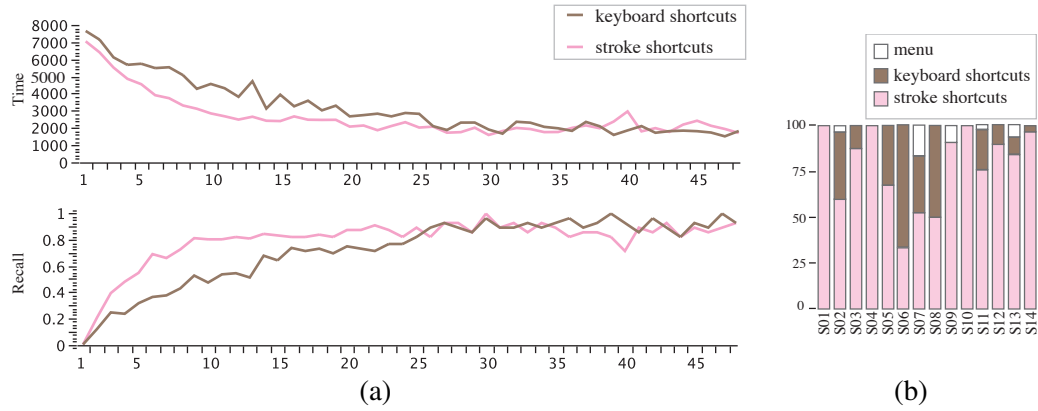 keyboard shortcuts
stroke shortcuts
Time
8000
7000
6000
5000
4000
3000
2000
1000
0
1 5 10 15 20 25 30 35 40 45
Recall
1
0.8
0.6
0.4
0.2
0
1 5 10 15 20 25 30 35 40 45
(a)
menu
keyboard shortcuts
stroke shortcuts
100
75
50
25
0
S01 S02 S03 S04 S05 S06 S07 S08 S09 S10 S11 S12 S13 S14
(b)